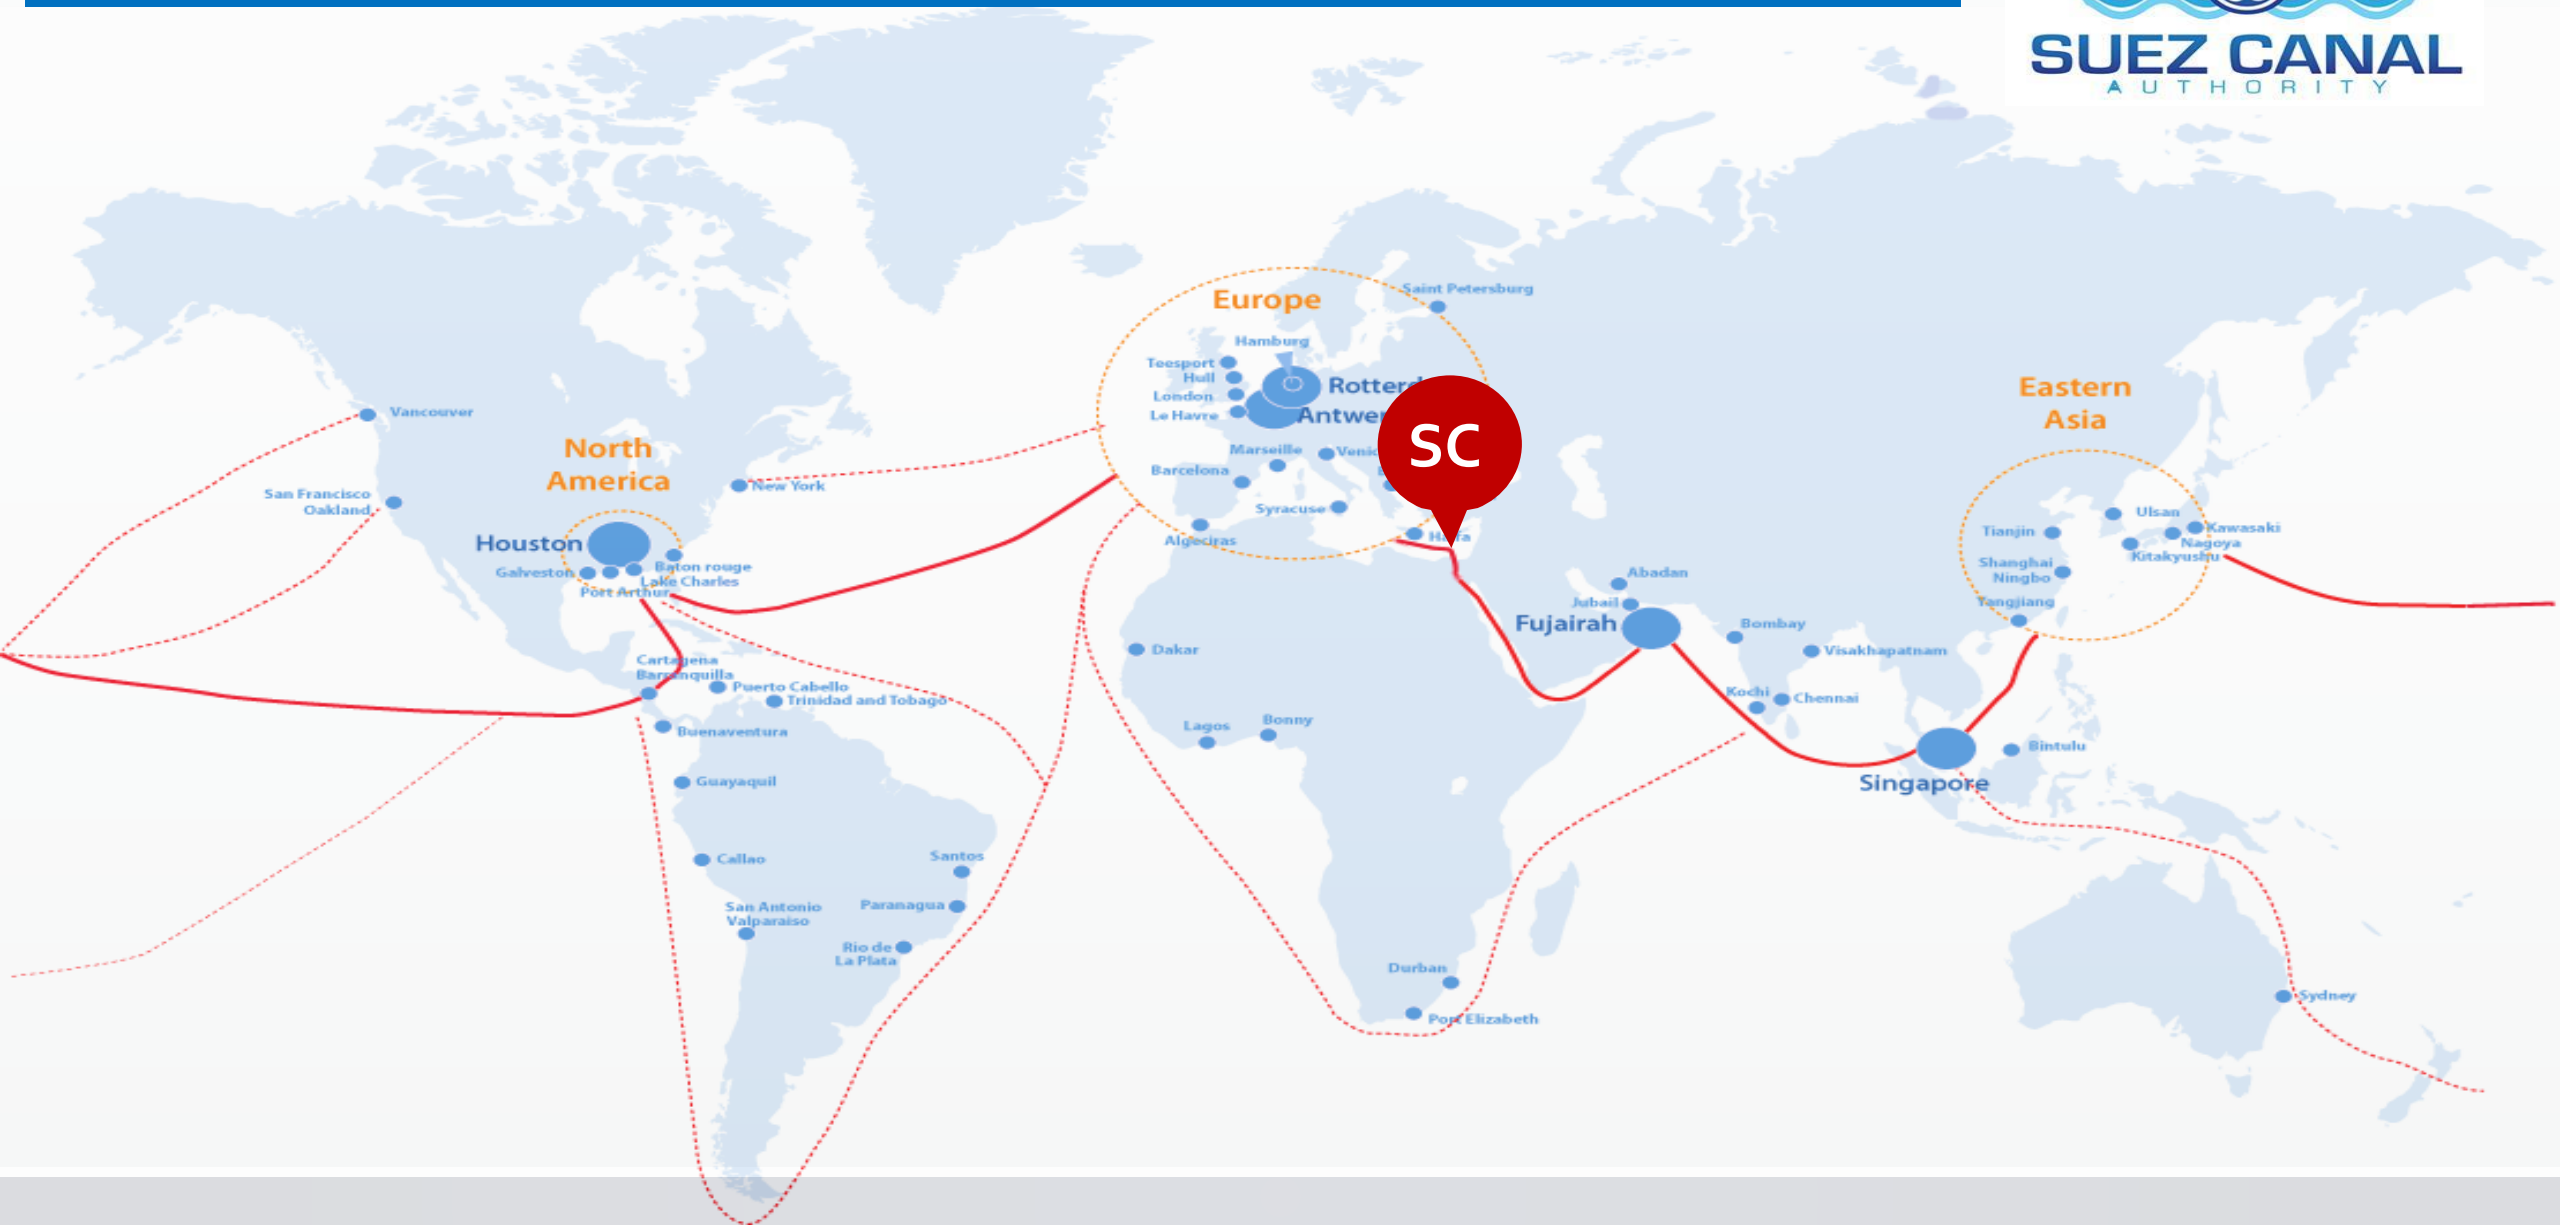 SUEZ CANAL
AUTHORITY
Europe
Saint Petersburg
Hamburg
Teesport
Hull
London
Le Havre
Marseille
Barcelona
Syracuse
Algeciras
SC
North
America
Vancouver
San Francisco
Oakland
New York
Houston
Galveston
Baton rouge
Lake Charles
Port Arthur
Cartagena
Barranquilla
Puerto Cabello
Trinidad and Tobago
Buenaventura
Guayaquil
Callao
Santos
San Antonio
Valparaiso
Paranagua
Rio de
La Plata
Dakar
Lagos
Bonny
Durban
Port Elizabeth
Abadan
Jubail
Fujairah
Bombay
Visakhapatnam
Kochi
Chennai
Singapore
Bintulu
Eastern
Asia
Tianjin
Shanghai
Ningbo
Yangjiang
Ulsan
Kawasaki
Nagoya
Kitakyushu
Sydney